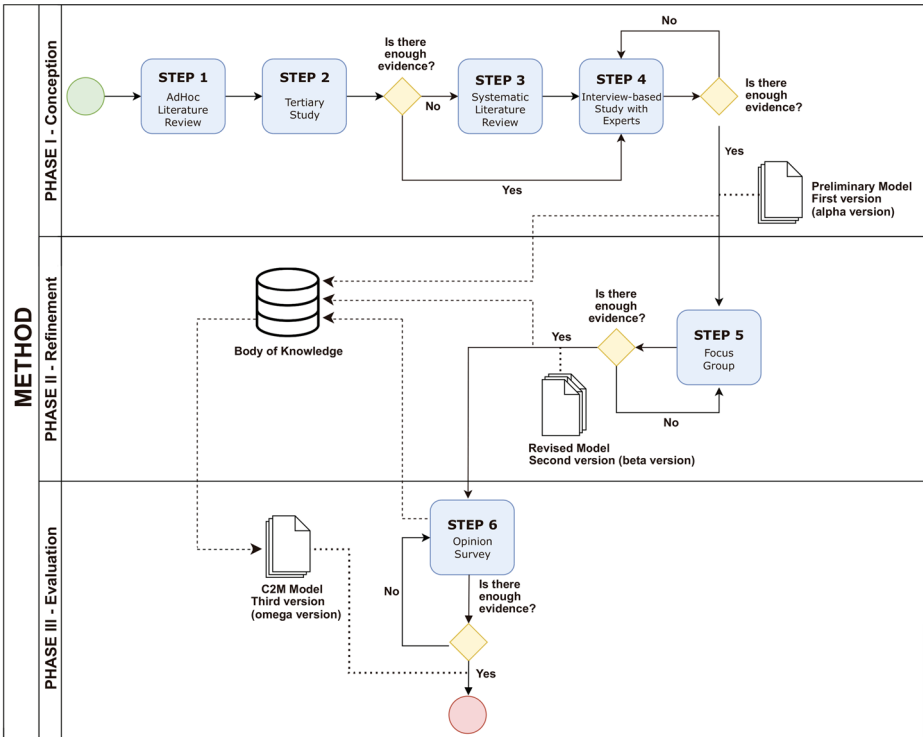 METHOD
PHASE I - Conception
STEP 1
AdHoc
Literature
Review
STEP 2
Tertiary
Study
Is there
enough
evidence?
No
Yes
STEP 3
Systematic
Literature
Review
STEP 4
Interview-based
Study with
Experts
No
Is there
enough
evidence?
Yes
Preliminary Model
First version
(alpha version)
PHASE II - Refinement
Body of Knowledge
Is there
enough
evidence?
Yes
STEP 5
Focus
Group
No
Revised Model
Second version (beta version)
PHASE III - Evaluation
C2M Model
Third version
(omega version)
STEP 6
Opinion
Survey
No
Is there
enough
evidence?
Yes